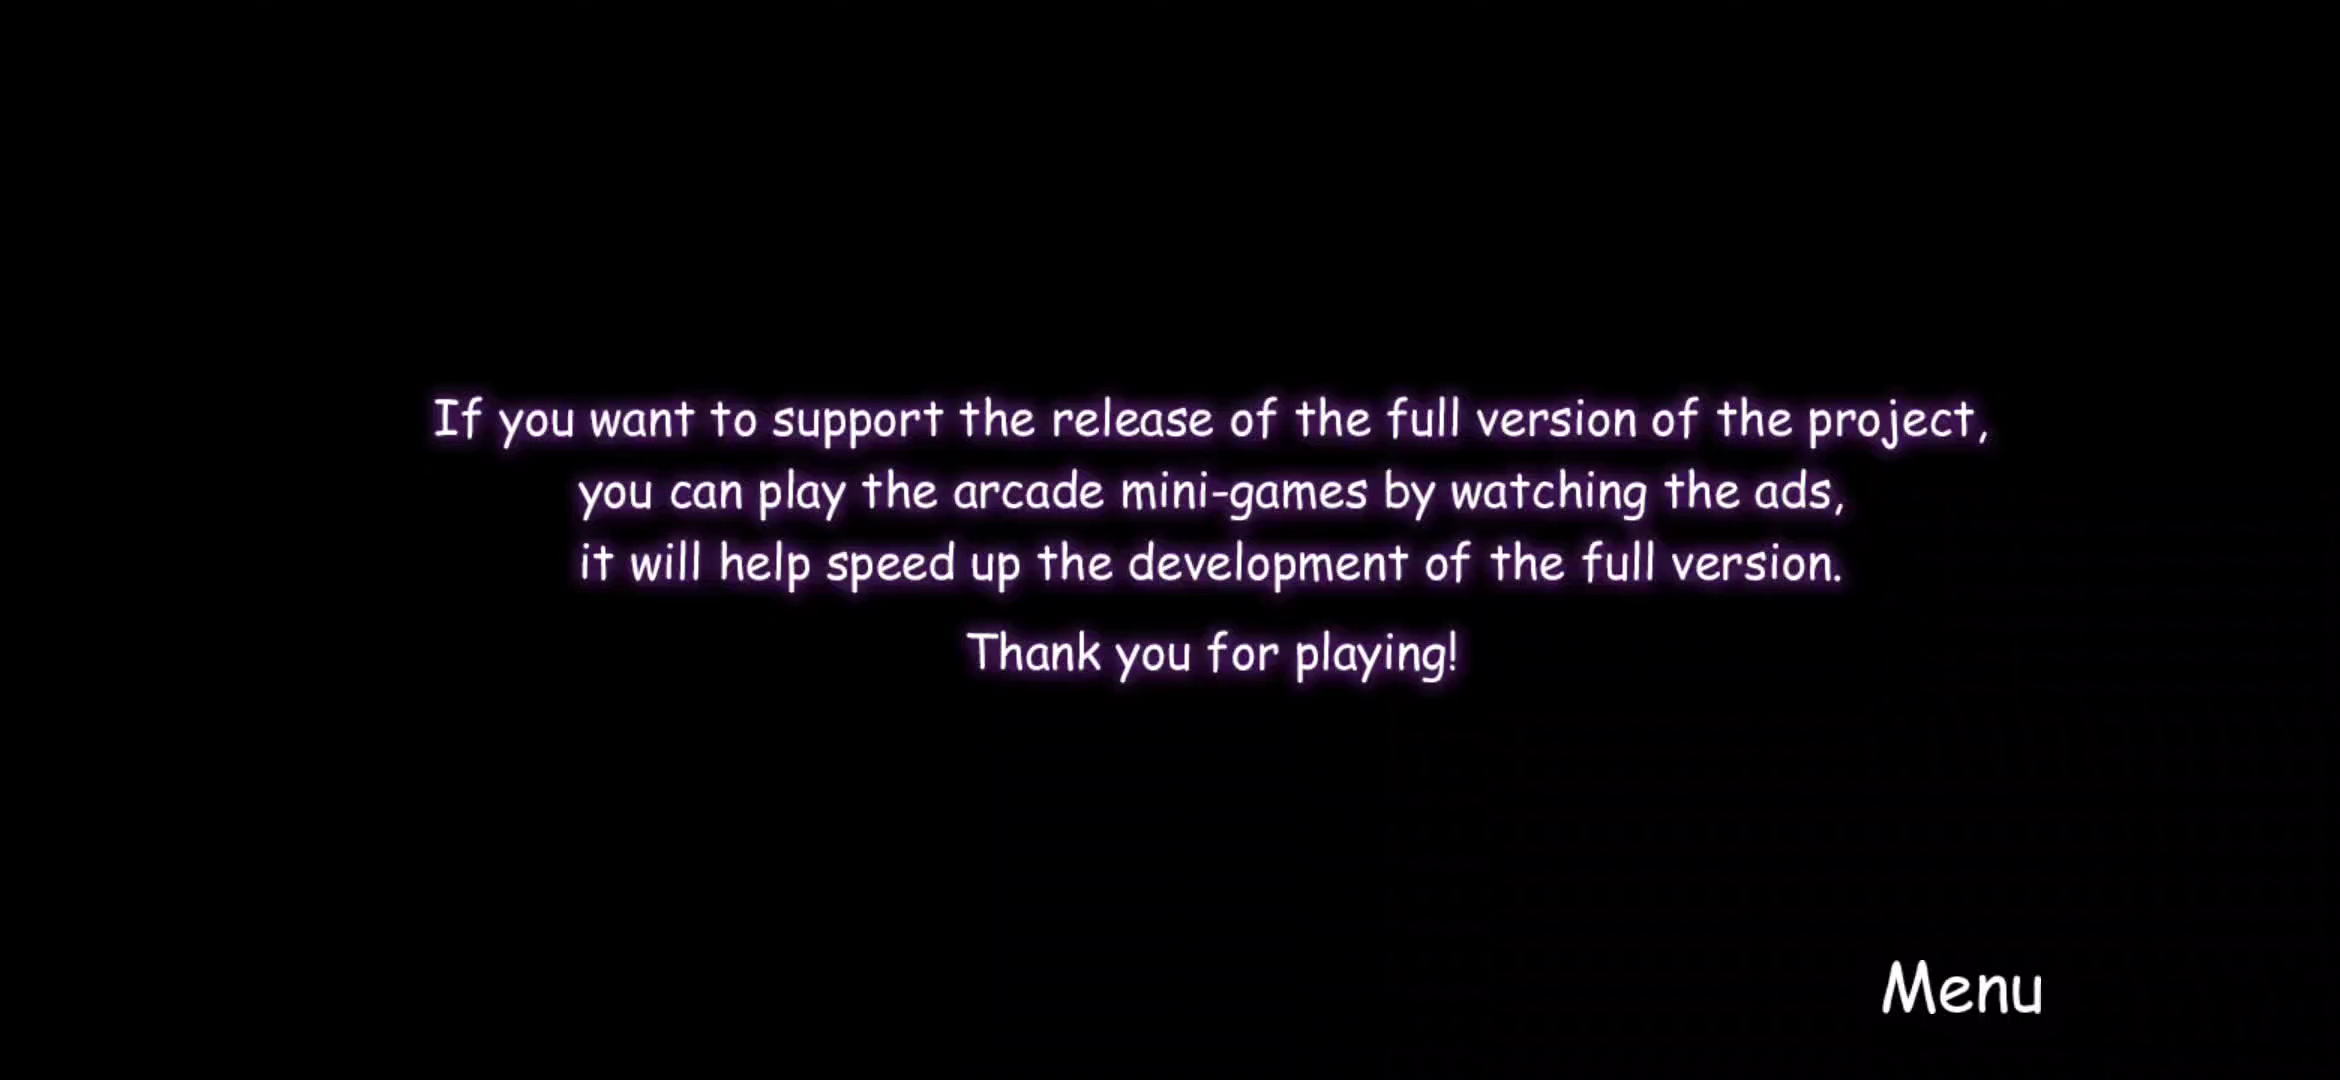 If you want to support the release of the full version of the project,
you can play the arcade mini-games by watching the ads,
it will help speed up the development of the full version.
Thank you for playing!
Menu